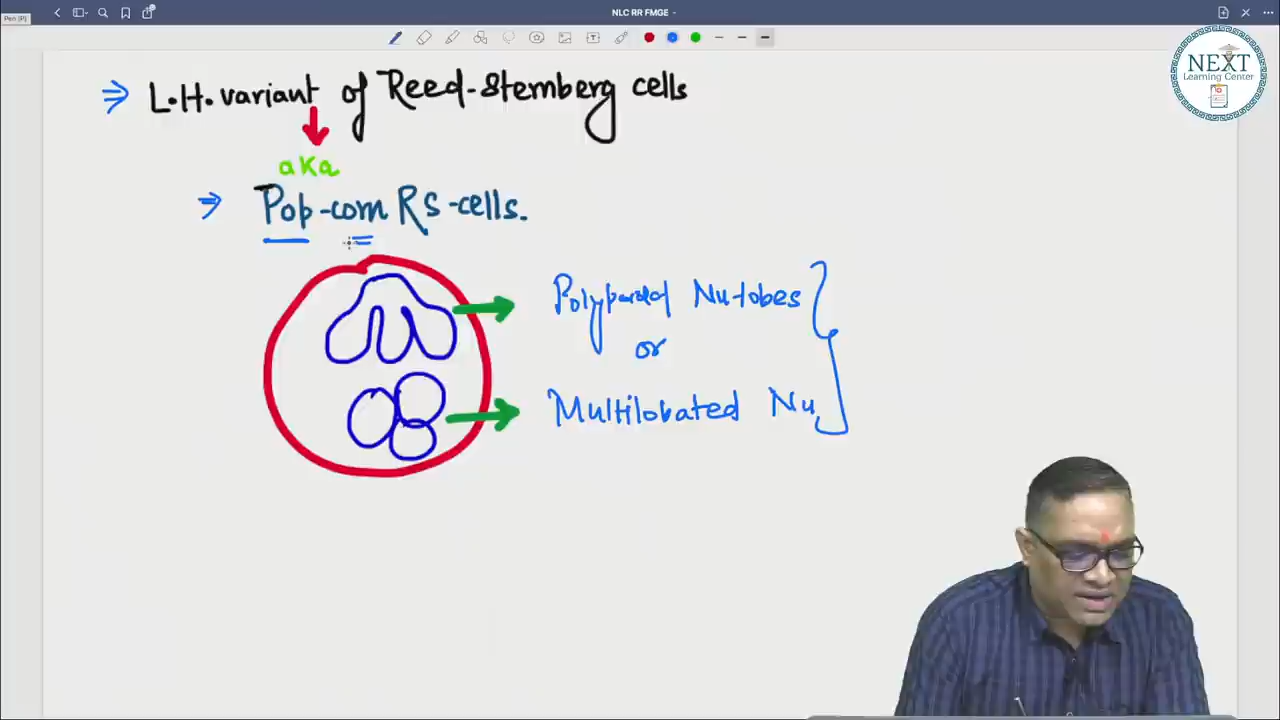 Pen [P]
NLC RR FMGE
NEXT
Learning Center
⇒ L.H. variant of Reed-Sternberg cells
aka
⇒ Pop-corn RS-cells.
Polyploid Nu-lobes
or
Multilobated Nu